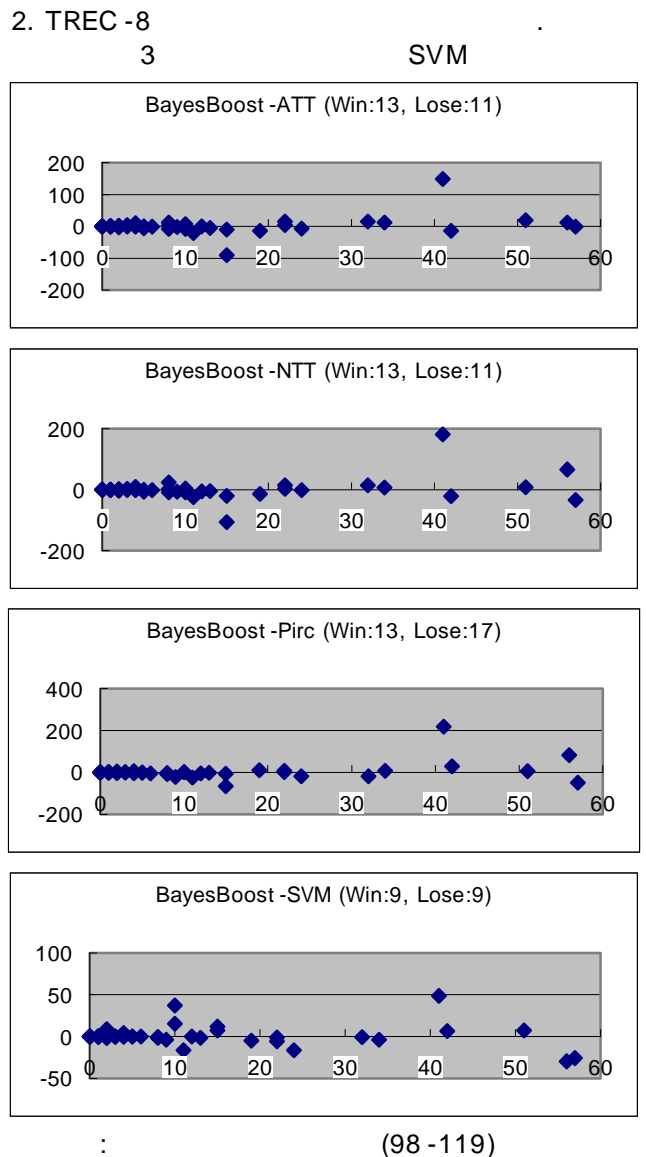 2. TREC -8 .
3 SVM
BayesBoost -ATT (Win:13, Lose:11)
200
100
0
-100
-200
0 10 20 30 40 50 60
BayesBoost -NTT (Win:13, Lose:11)
200
0
-200
0 10 20 30 40 50 60
BayesBoost -Pirc (Win:13, Lose:17)
400
200
0
-200
0 10 20 30 40 50 60
BayesBoost -SVM (Win:9, Lose:9)
100
50
0
-50
0 10 20 30 40 50 60
: (98 -119)